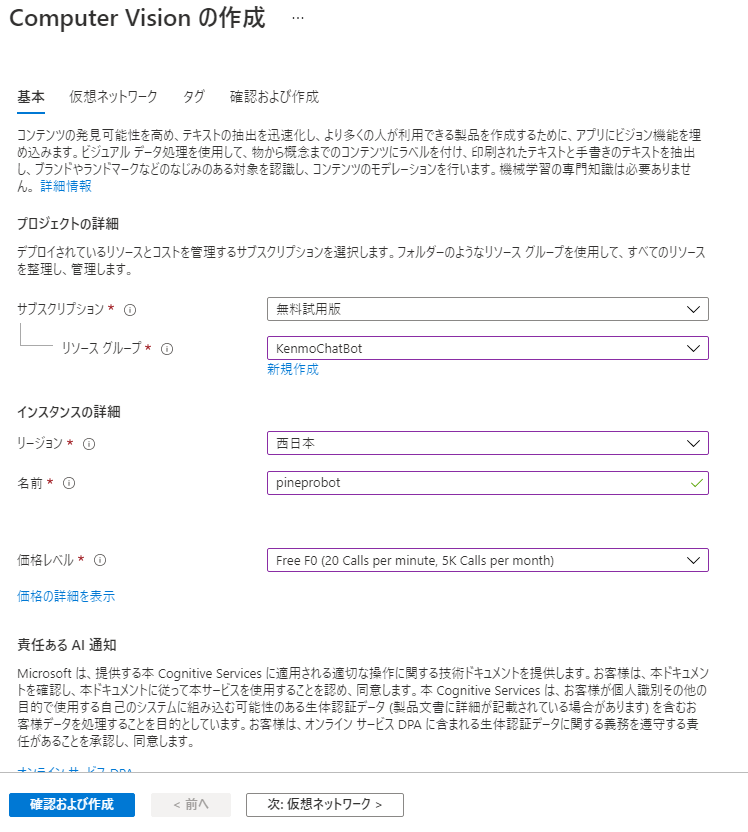 Computer Vision の作成 …
基本 仮想ネットワーク タグ 確認および作成
コンテンツの発見可能性を高め、テキストの抽出を迅速化し、より多くの人が利用できる製品を作成するために、アプリにビジョン機能を埋
め込みます。ビジュアル データ処理を使用して、物から概念までのコンテンツにラベルを付け、印刷されたテキストと手書きのテキストを抽出
し、ブランドやランドマークなどのなじみのある対象を認識し、コンテンツのモデレーションを行います。機械学習の専門知識は必要ありませ
ん。 詳細情報
プロジェクトの詳細
デプロイされているリソースとコストを管理するサブスクリプションを選択します。フォルダーのようなリソース グループを使用して、すべてのリソース
を整理し、管理します。
サブスクリプション * 無料試用版
リソース グループ * KenmoChatBot
新規作成
インスタンスの詳細
リージョン * 西日本
名前 * pineprobot
価格レベル * Free F0 (20 Calls per minute, 5K Calls per month)
価格の詳細を表示
責任ある AI 通知
Microsoft は、提供する本 Cognitive Services に適用される適切な操作に関する技術ドキュメントを提供します。お客様は、本ドキュメン
トを確認し、本ドキュメントに従って本サービスを使用することを認め、同意します。本 Cognitive Services は、お客様が個人識別その他の
目的で使用する自己のシステムに組み込む可能性のある生体認証データ (製品文書に詳細が記載されている場合があります) を含むお
客様データを処理することを目的としています。お客様は、オンライン サービス DPA に含まれる生体認証データに関する義務を遵守する責
任があることを承認し、同意します。
オンライン サービス DPA
確認および作成 < 前へ 次: 仮想ネットワーク >